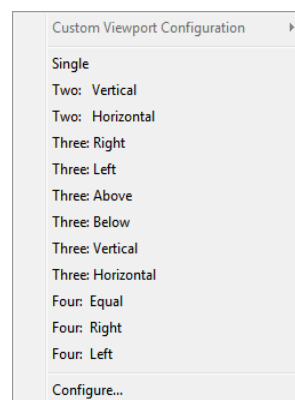 Custom Viewport Configuration
Single
Two: Vertical
Two: Horizontal
Three: Right
Three: Left
Three: Above
Three: Below
Three: Vertical
Three: Horizontal
Four: Equal
Four: Right
Four: Left
Configure...